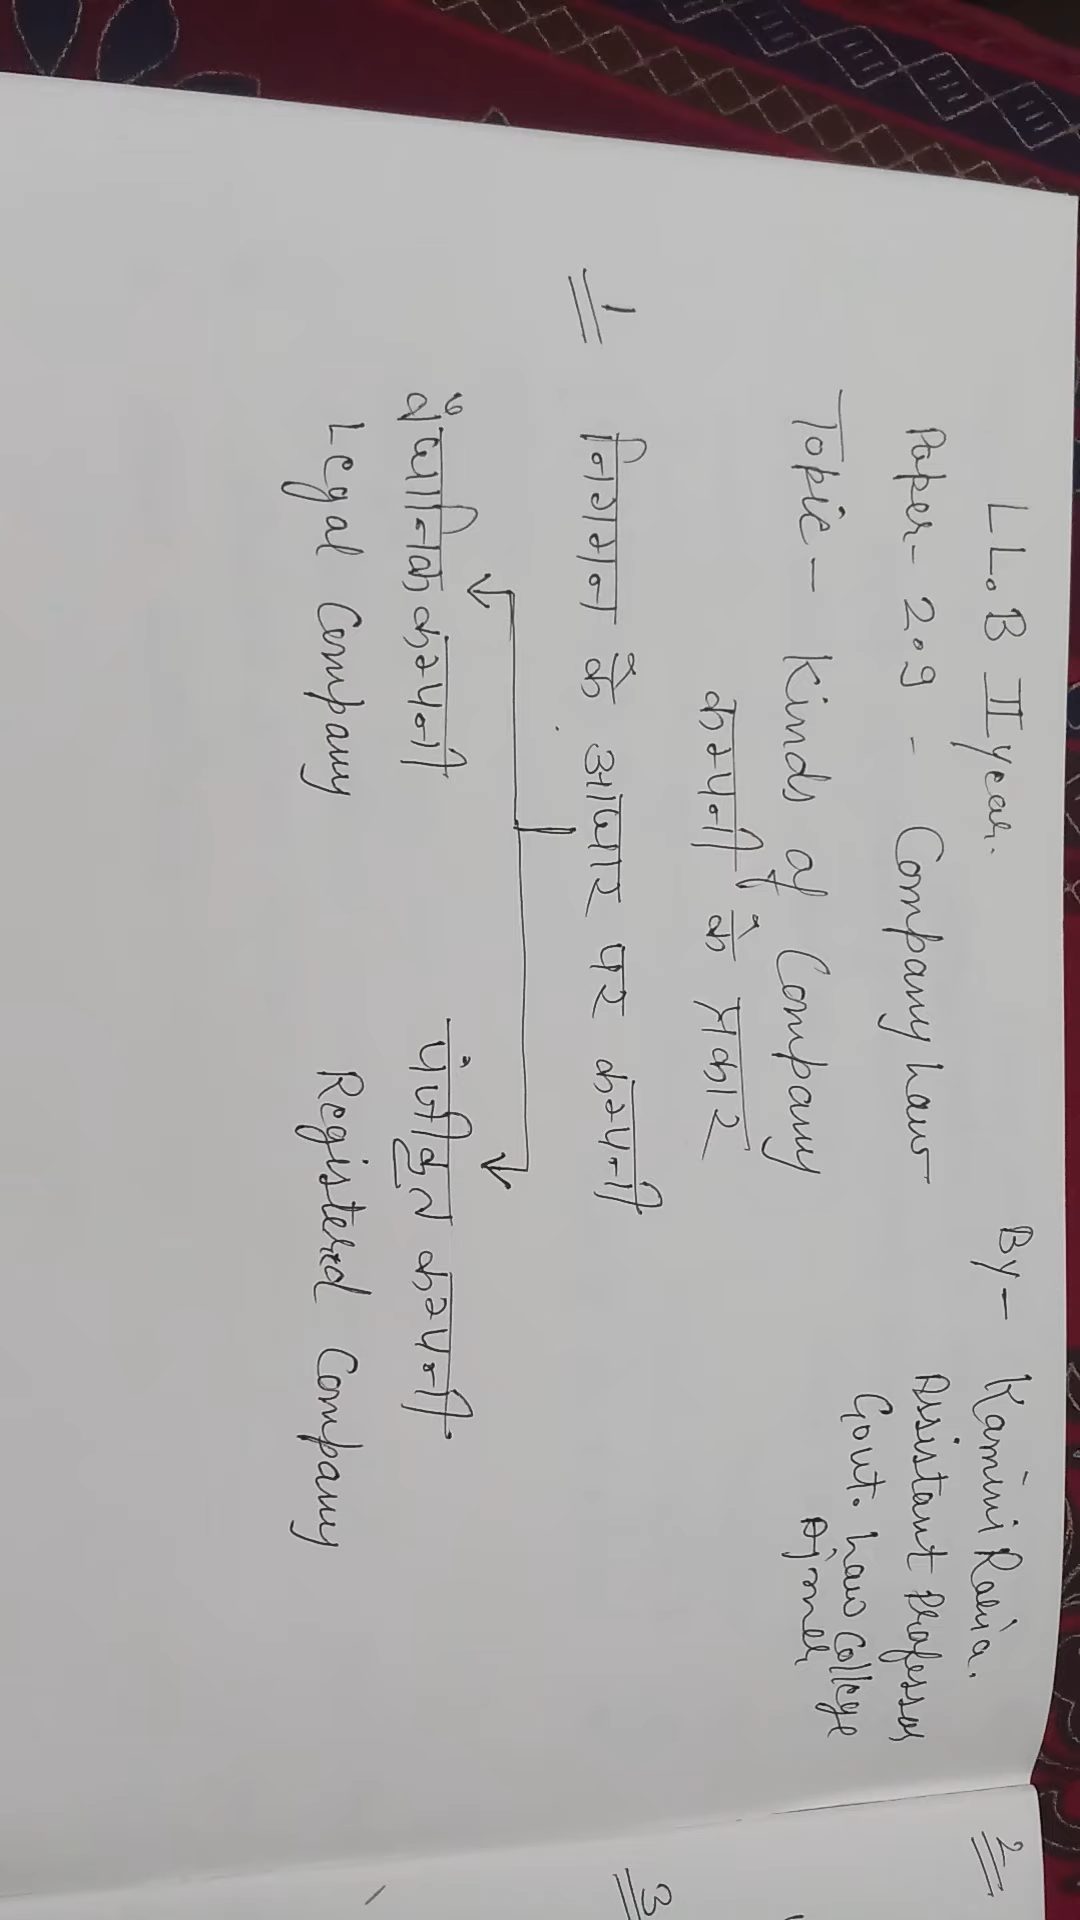 LL.B II year.
By - Kamini Rawa.
Assistant Professor
Govt. Law College
Ajmer
Paper - 2.9 - Company Law
Topic - Kinds of Company
कम्पनी के प्रकार
1
निगमन के आधार पर कम्पनी
वैधानिक कम्पनी
Legal Company
पंजीकृत कम्पनी
Registered Company
2
3